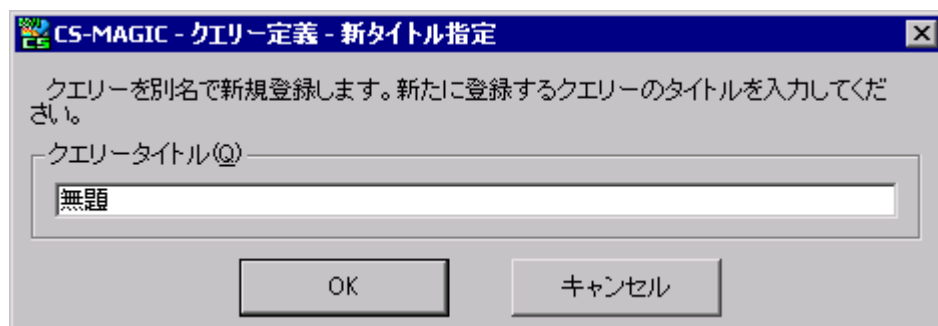 CS-MAGIC - クエリー定義 - 新タイトル指定
クエリーを別名で新規登録します。新たに登録するクエリーのタイトルを入力してくだ
さい。
クエリータイトル(Q)
無題
OK
キャンセル